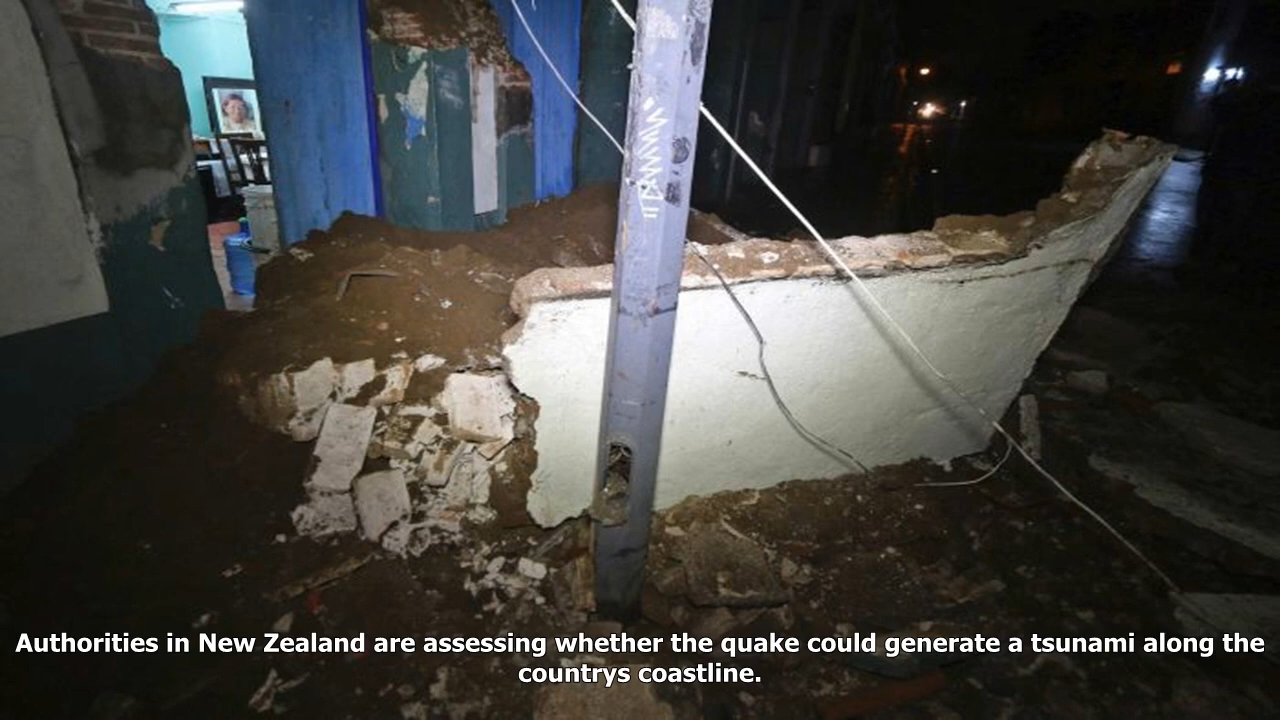 Authorities in New Zealand are assessing whether the quake could generate a tsunami along the
countrys coastline.